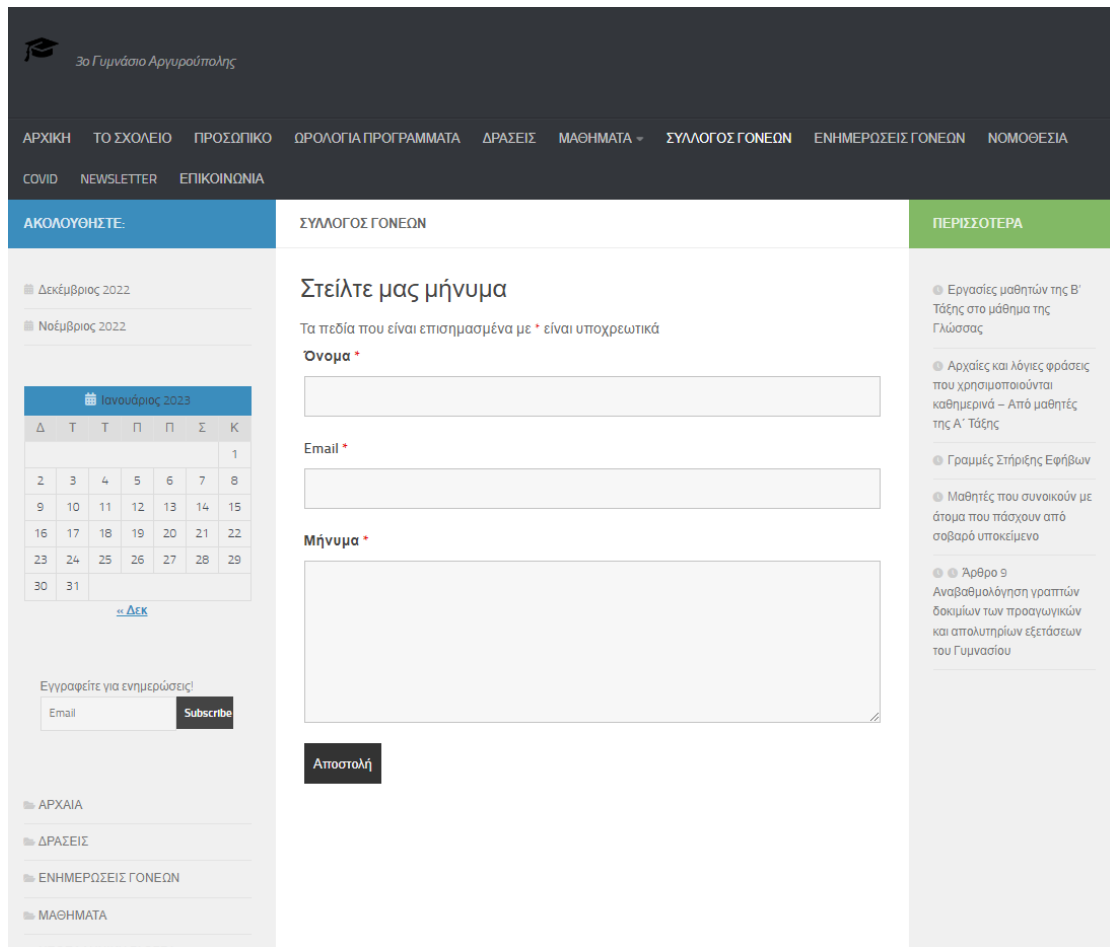 3ο Γυμνάσιο Αργυρούπολης
ΑΡΧΙΚΗ ΤΟ ΣΧΟΛΕΙΟ ΠΡΟΣΩΠΙΚΟ ΩΡΟΛΟΓΙΑ ΠΡΟΓΡΑΜΜΑΤΑ ΔΡΑΣΕΙΣ ΜΑΘΗΜΑΤΑ ΣΥΛΛΟΓΟΣ ΓΟΝΕΩΝ ΕΝΗΜΕΡΩΣΕΙΣ ΓΟΝΕΩΝ ΝΟΜΟΘΕΣΙΑ
COVID NEWSLETTER ΕΠΙΚΟΙΝΩΝΙΑ
ΑΚΟΛΟΥΘΗΣΤΕ:
Δεκέμβριος 2022
Νοέμβριος 2022
Ιανουάριος 2023
Δ Τ Τ Π Π Σ Κ
1
2 3 4 5 6 7 8
9 10 11 12 13 14 15
16 17 18 19 20 21 22
23 24 25 26 27 28 29
30 31
« Δεκ
Εγγραφείτε για ενημερώσεις!
Email Subscribe
ΑΡΧΑΙΑ
ΔΡΑΣΕΙΣ
ΕΝΗΜΕΡΩΣΕΙΣ ΓΟΝΕΩΝ
ΜΑΘΗΜΑΤΑ
ΣΥΛΛΟΓΟΣ ΓΟΝΕΩΝ
Στείλτε μας μήνυμα
Τα πεδία που είναι επισημασμένα με * είναι υποχρεωτικά
Όνομα *
Email *
Μήνυμα *
Αποστολή
ΠΕΡΙΣΣΟΤΕΡΑ
Εργασίες μαθητών της Β΄
Τάξης στο μάθημα της
Γλώσσας
Αρχαίες και λόγιες φράσεις
που χρησιμοποιούνται
καθημερινά – Από μαθητές
της Α΄ Τάξης
Γραμμές Στήριξης Εφήβων
Μαθητές που συνοικούν με
άτομα που πάσχουν από
σοβαρό υποκείμενο
Άρθρο 9
Αναβαθμολόγηση γραπτών
δοκιμίων των προαγωγικών
και απολυτηρίων εξετάσεων
του Γυμνασίου